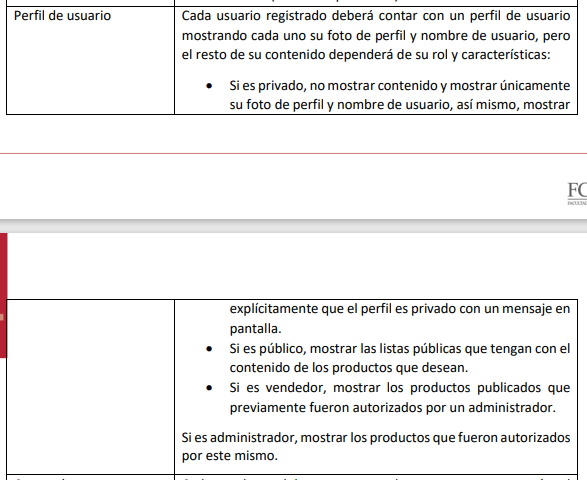 Perfil de usuario
Cada usuario registrado deberá contar con un perfil de usuario
mostrando cada uno su foto de perfil y nombre de usuario, pero
el resto de su contenido dependerá de su rol y características:
• Si es privado, no mostrar contenido y mostrar únicamente
su foto de perfil y nombre de usuario, así mismo, mostrar
FC
explícitamente que el perfil es privado con un mensaje en
pantalla.
• Si es público, mostrar las listas públicas que tengan con el
contenido de los productos que desean.
• Si es vendedor, mostrar los productos publicados que
previamente fueron autorizados por un administrador.
Si es administrador, mostrar los productos que fueron autorizados
por este mismo.